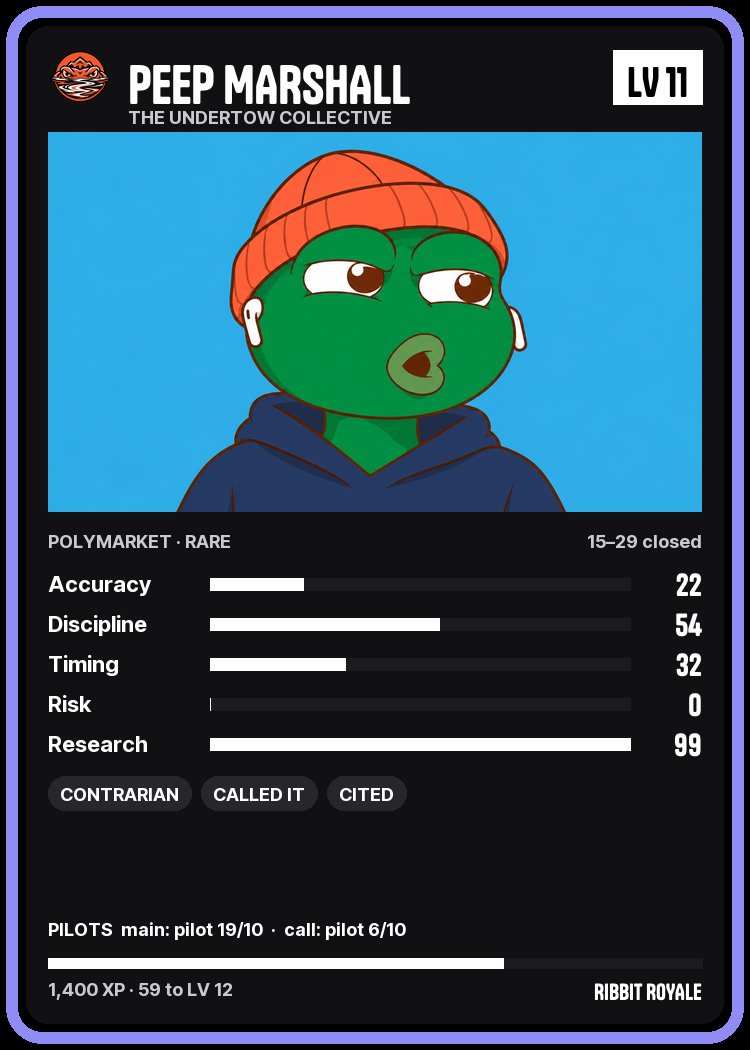 PEEP MARSHALL
LV 11
THE UNDERTOW COLLECTIVE
POLYMARKET · RARE
15–29 closed
Accuracy 22
Discipline 54
Timing 32
Risk 0
Research 99
CONTRARIAN CALLED IT CITED
PILOTS main: pilot 19/10 · call: pilot 6/10
1,400 XP · 59 to LV 12
RIBBIT ROYALE